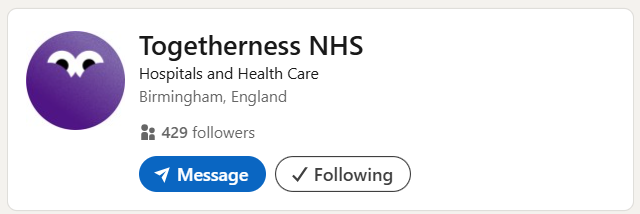 Togetherness NHS
Hospitals and Health Care
Birmingham, England
429 followers
Message
Following